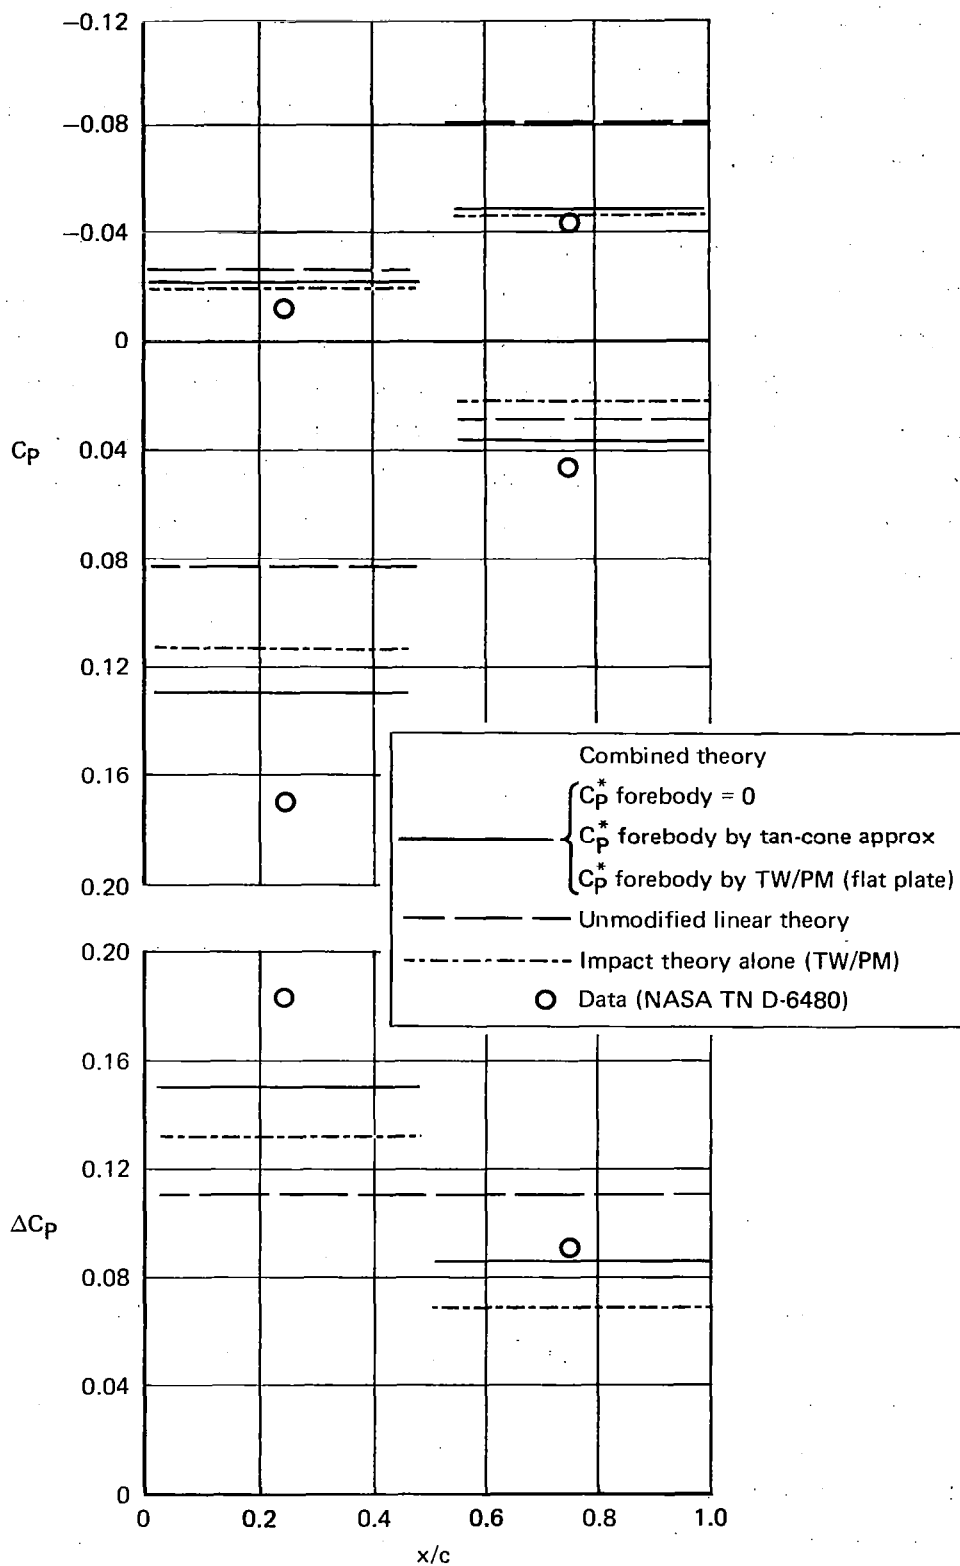 −0.12
−0.08
−0.04
0
CP
0.04
0.08
0.12
0.16
0.20
Combined theory
C*P forebody = 0
C*P forebody by tan-cone approx
C*P forebody by TW/PM (flat plate)
Unmodified linear theory
Impact theory alone (TW/PM)
Data (NASA TN D-6480)
0.20
0.16
0.12
ΔCP
0.08
0.04
0
0 0.2 0.4 0.6 0.8 1.0
x/c